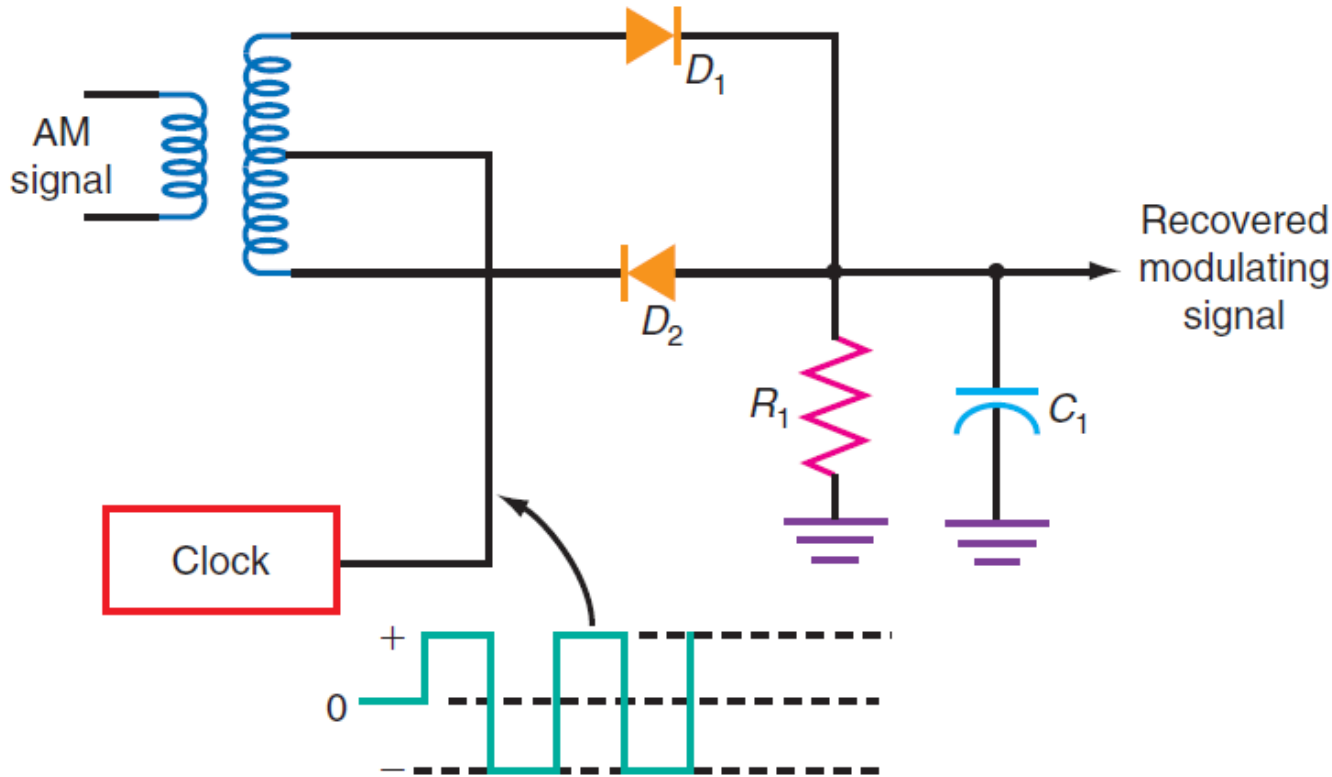 D₁
AM
signal
Recovered
modulating
signal
D₂
R₁
C₁
Clock
+
0
−